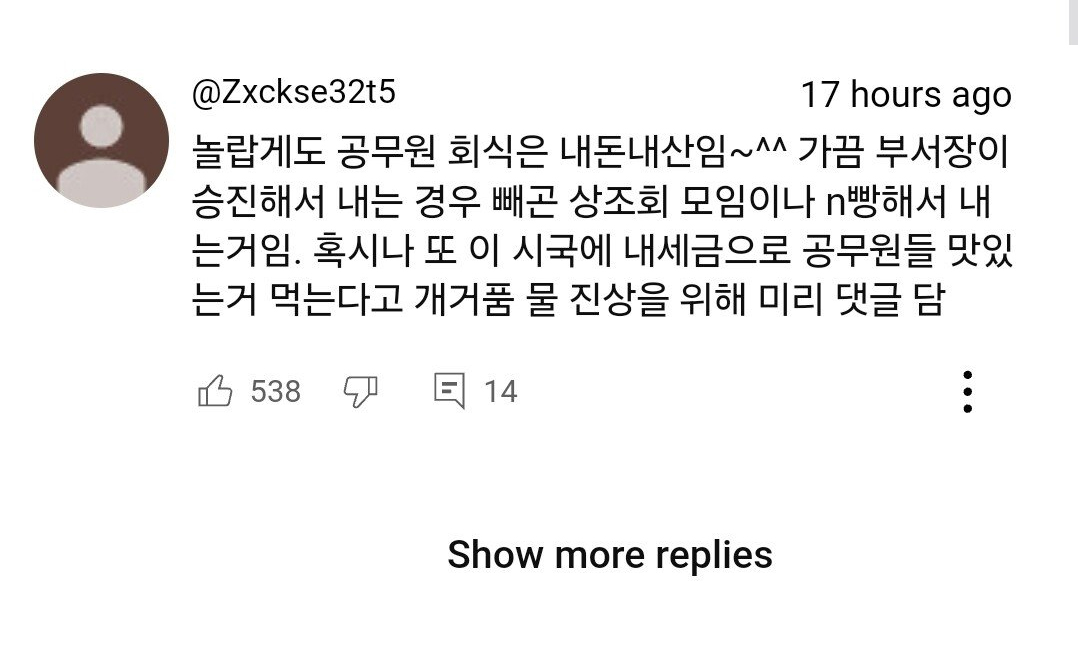 @Zxckse32t5
17 hours ago
놀랍게도 공무원 회식은 내돈내산임~^^ 가끔 부서장이
승진해서 내는 경우 빼곤 상조회 모임이나 n빵해서 내
는거임. 혹시나 또 이 시국에 내세금으로 공무원들 맛있
는거 먹는다고 개거품 물 진상을 위해 미리 댓글 담
538
14
Show more replies